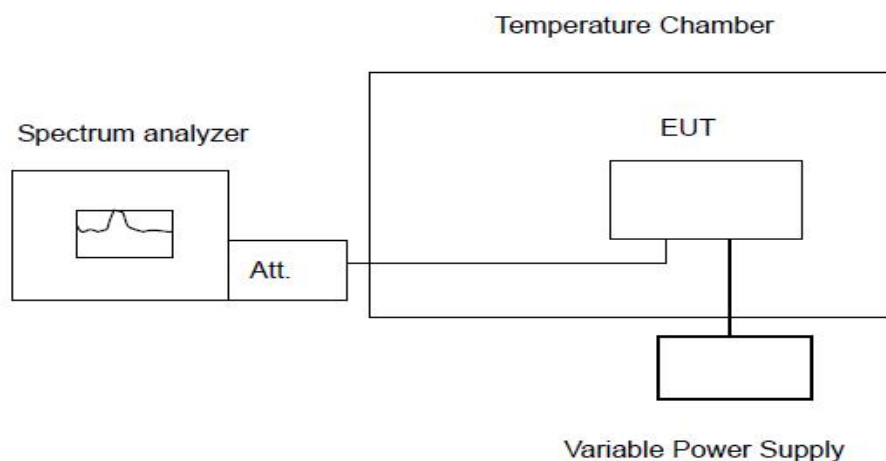 Temperature Chamber
Spectrum analyzer
EUT
Att.
Variable Power Supply